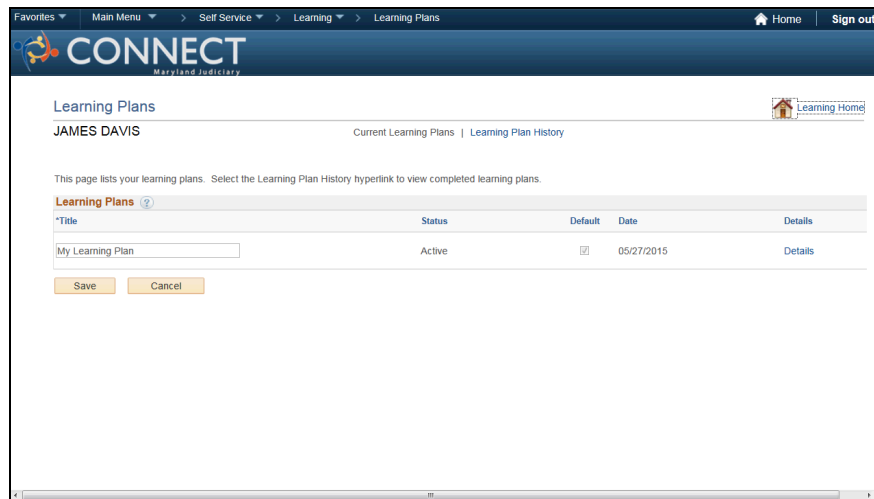 Favorites Main Menu > Self Service > Learning > Learning Plans Home Sign out
CONNECT
Maryland Judiciary
Learning Plans Learning Home
JAMES DAVIS Current Learning Plans | Learning Plan History
This page lists your learning plans. Select the Learning Plan History hyperlink to view completed learning plans.
Learning Plans ?
*Title Status Default Date Details
My Learning Plan Active 05/27/2015 Details
Save Cancel